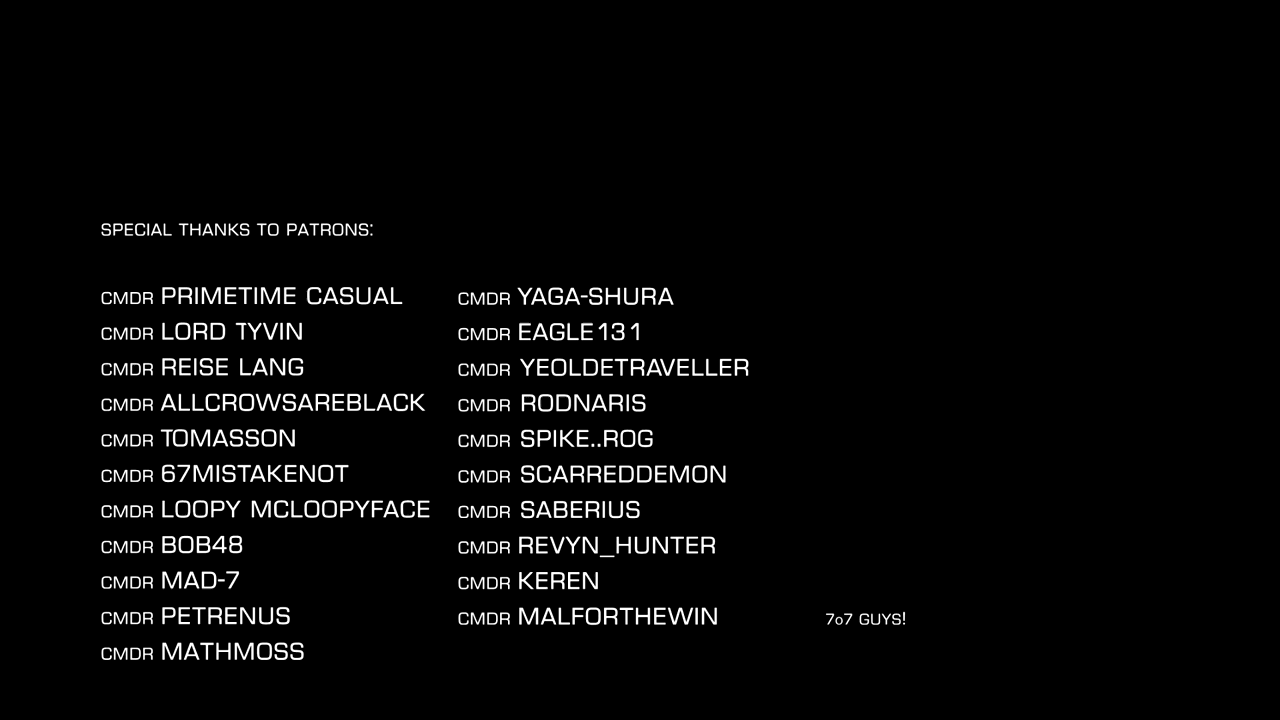 SPECIAL THANKS TO PATRONS:
CMDR PRIMETIME CASUAL
CMDR LORD TYVIN
CMDR REISE LANG
CMDR ALLCROWSAREBLACK
CMDR TOMASSON
CMDR 67MISTAKENOT
CMDR LOOPY MCLOOPYFACE
CMDR BOB48
CMDR MAD-7
CMDR PETRENUS
CMDR MATHMOSS
CMDR YAGA-SHURA
CMDR EAGLE131
CMDR YEOLDETRAVELLER
CMDR RODNARIS
CMDR SPIKE..ROG
CMDR SCARREDDEMON
CMDR SABERIUS
CMDR REVYN_HUNTER
CMDR KEREN
CMDR MALFORTHEWIN
7o7 GUYS!